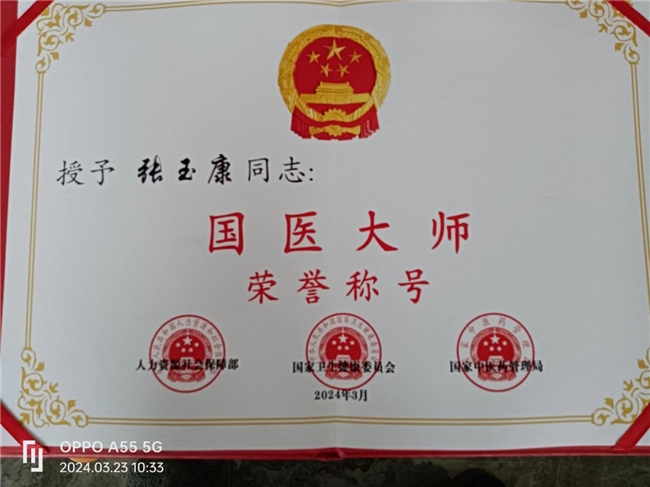 授予 张玉康 同志:
国医大师
荣誉称号
人力资源社会保障部 国家卫生健康委员会 国家中医药管理局
2024年3月
OPPO A55 5G
2024.03.23 10:33